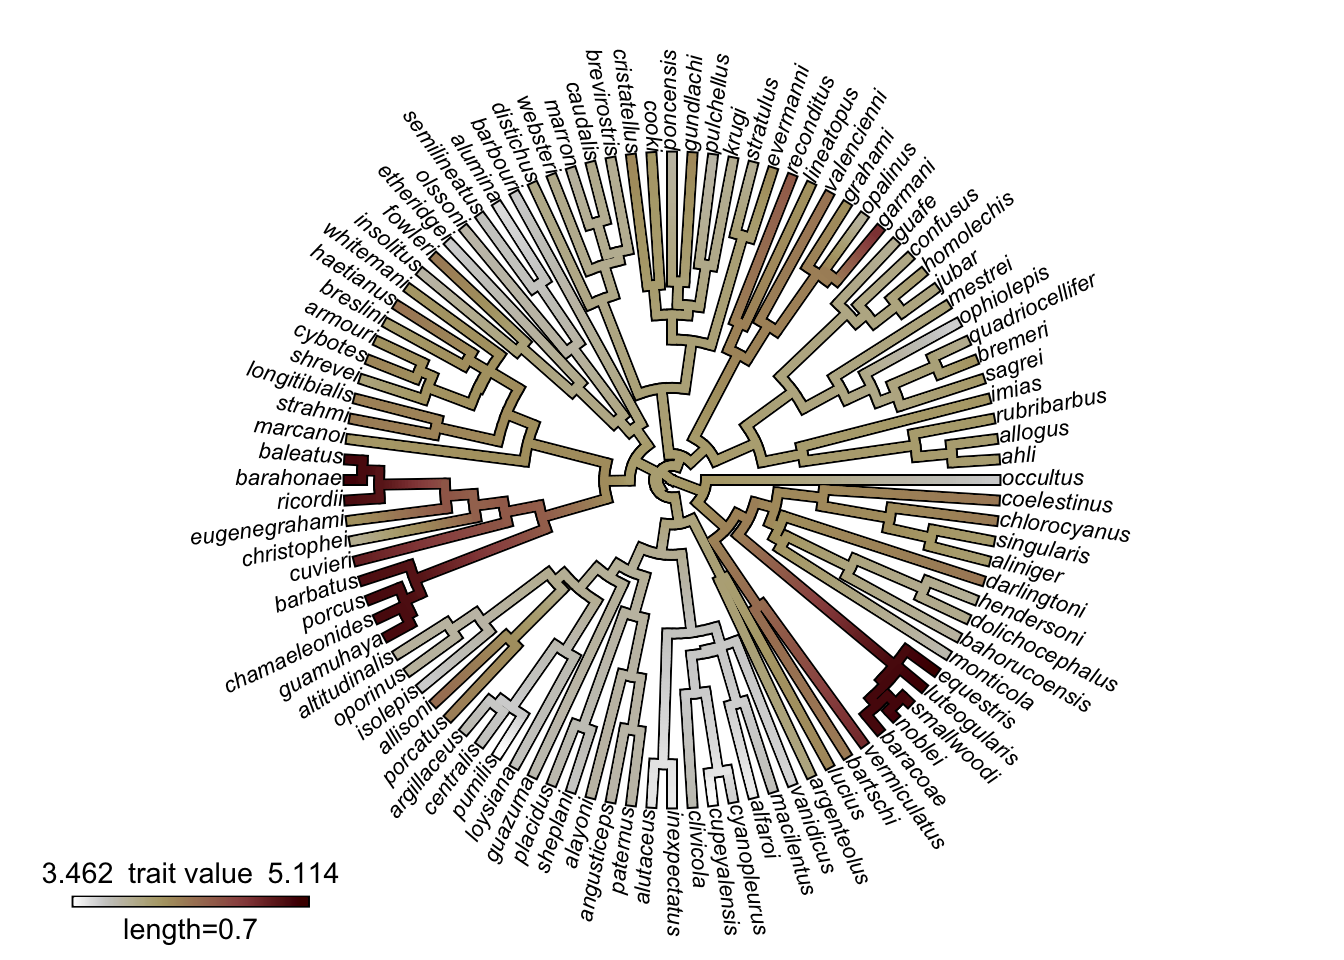 ahli
allogus
rubribarbus
imias
sagrei
bremeri
quadriocellifer
ophiolepis
mestrei
jubar
homolechis
confusus
guafe
garmani
opalinus
grahami
valencienni
lineatopus
reconditus
evermanni
stratulus
krugi
pulchellus
gundlachi
poncensis
cooki
cristatellus
brevirostris
caudalis
marron
websteri
distichus
barbouri
alumina
semilineatus
olssoni
etheridgei
fowleri
insolitus
whitemani
haetianus
breslini
armouri
cybotes
shrevei
longitibialis
strahmi
marcanoi
baleatus
barahonae
ricordii
eugenegrahami
christophei
cuvieri
barbatus
porcus
chamaeleonides
guamuhaya
altitudinalis
oporinus
isolepis
allisoni
porcatus
argillaceus
centralis
pumilis
loysiana
guazuma
placidus
sheplani
alayoni
angusticeps
paternus
alutaceus
inexpectatus
clivicola
cupeyalensis
cyanopleurus
alfaroi
macilentus
vanidicus
argenteolus
lucius
bartschi
vermiculatus
baracoae
noblei
smallwoodi
luteogularis
equestris
monticola
bahorucoensis
dolichocephalus
hendersoni
darlingtoni
aliniger
singularis
chlorocyanus
coelestinus
occultus
3.462 trait value 5.114
length=0.7